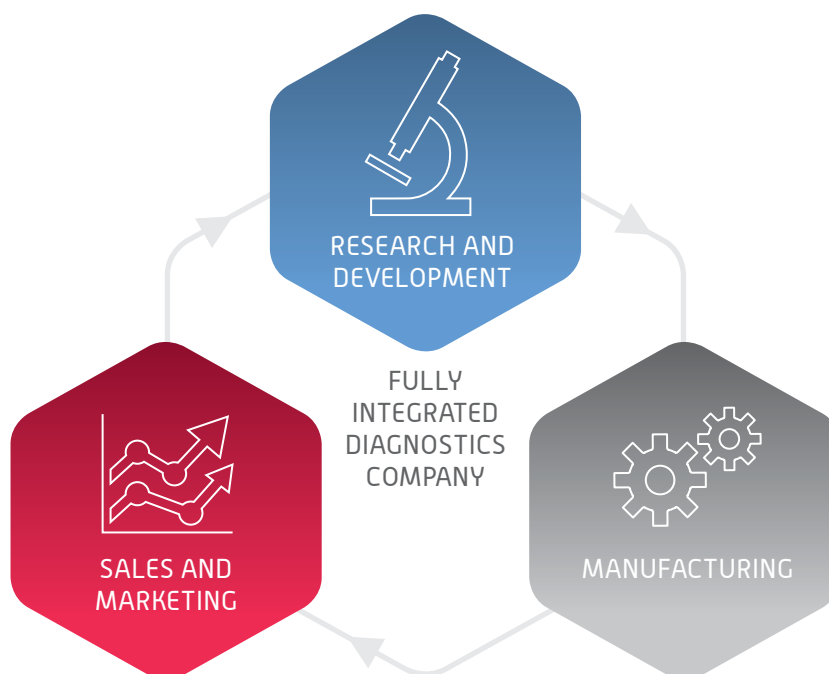 RESEARCH AND
DEVELOPMENT
FULLY
INTEGRATED
DIAGNOSTICS
COMPANY
SALES AND
MARKETING
MANUFACTURING